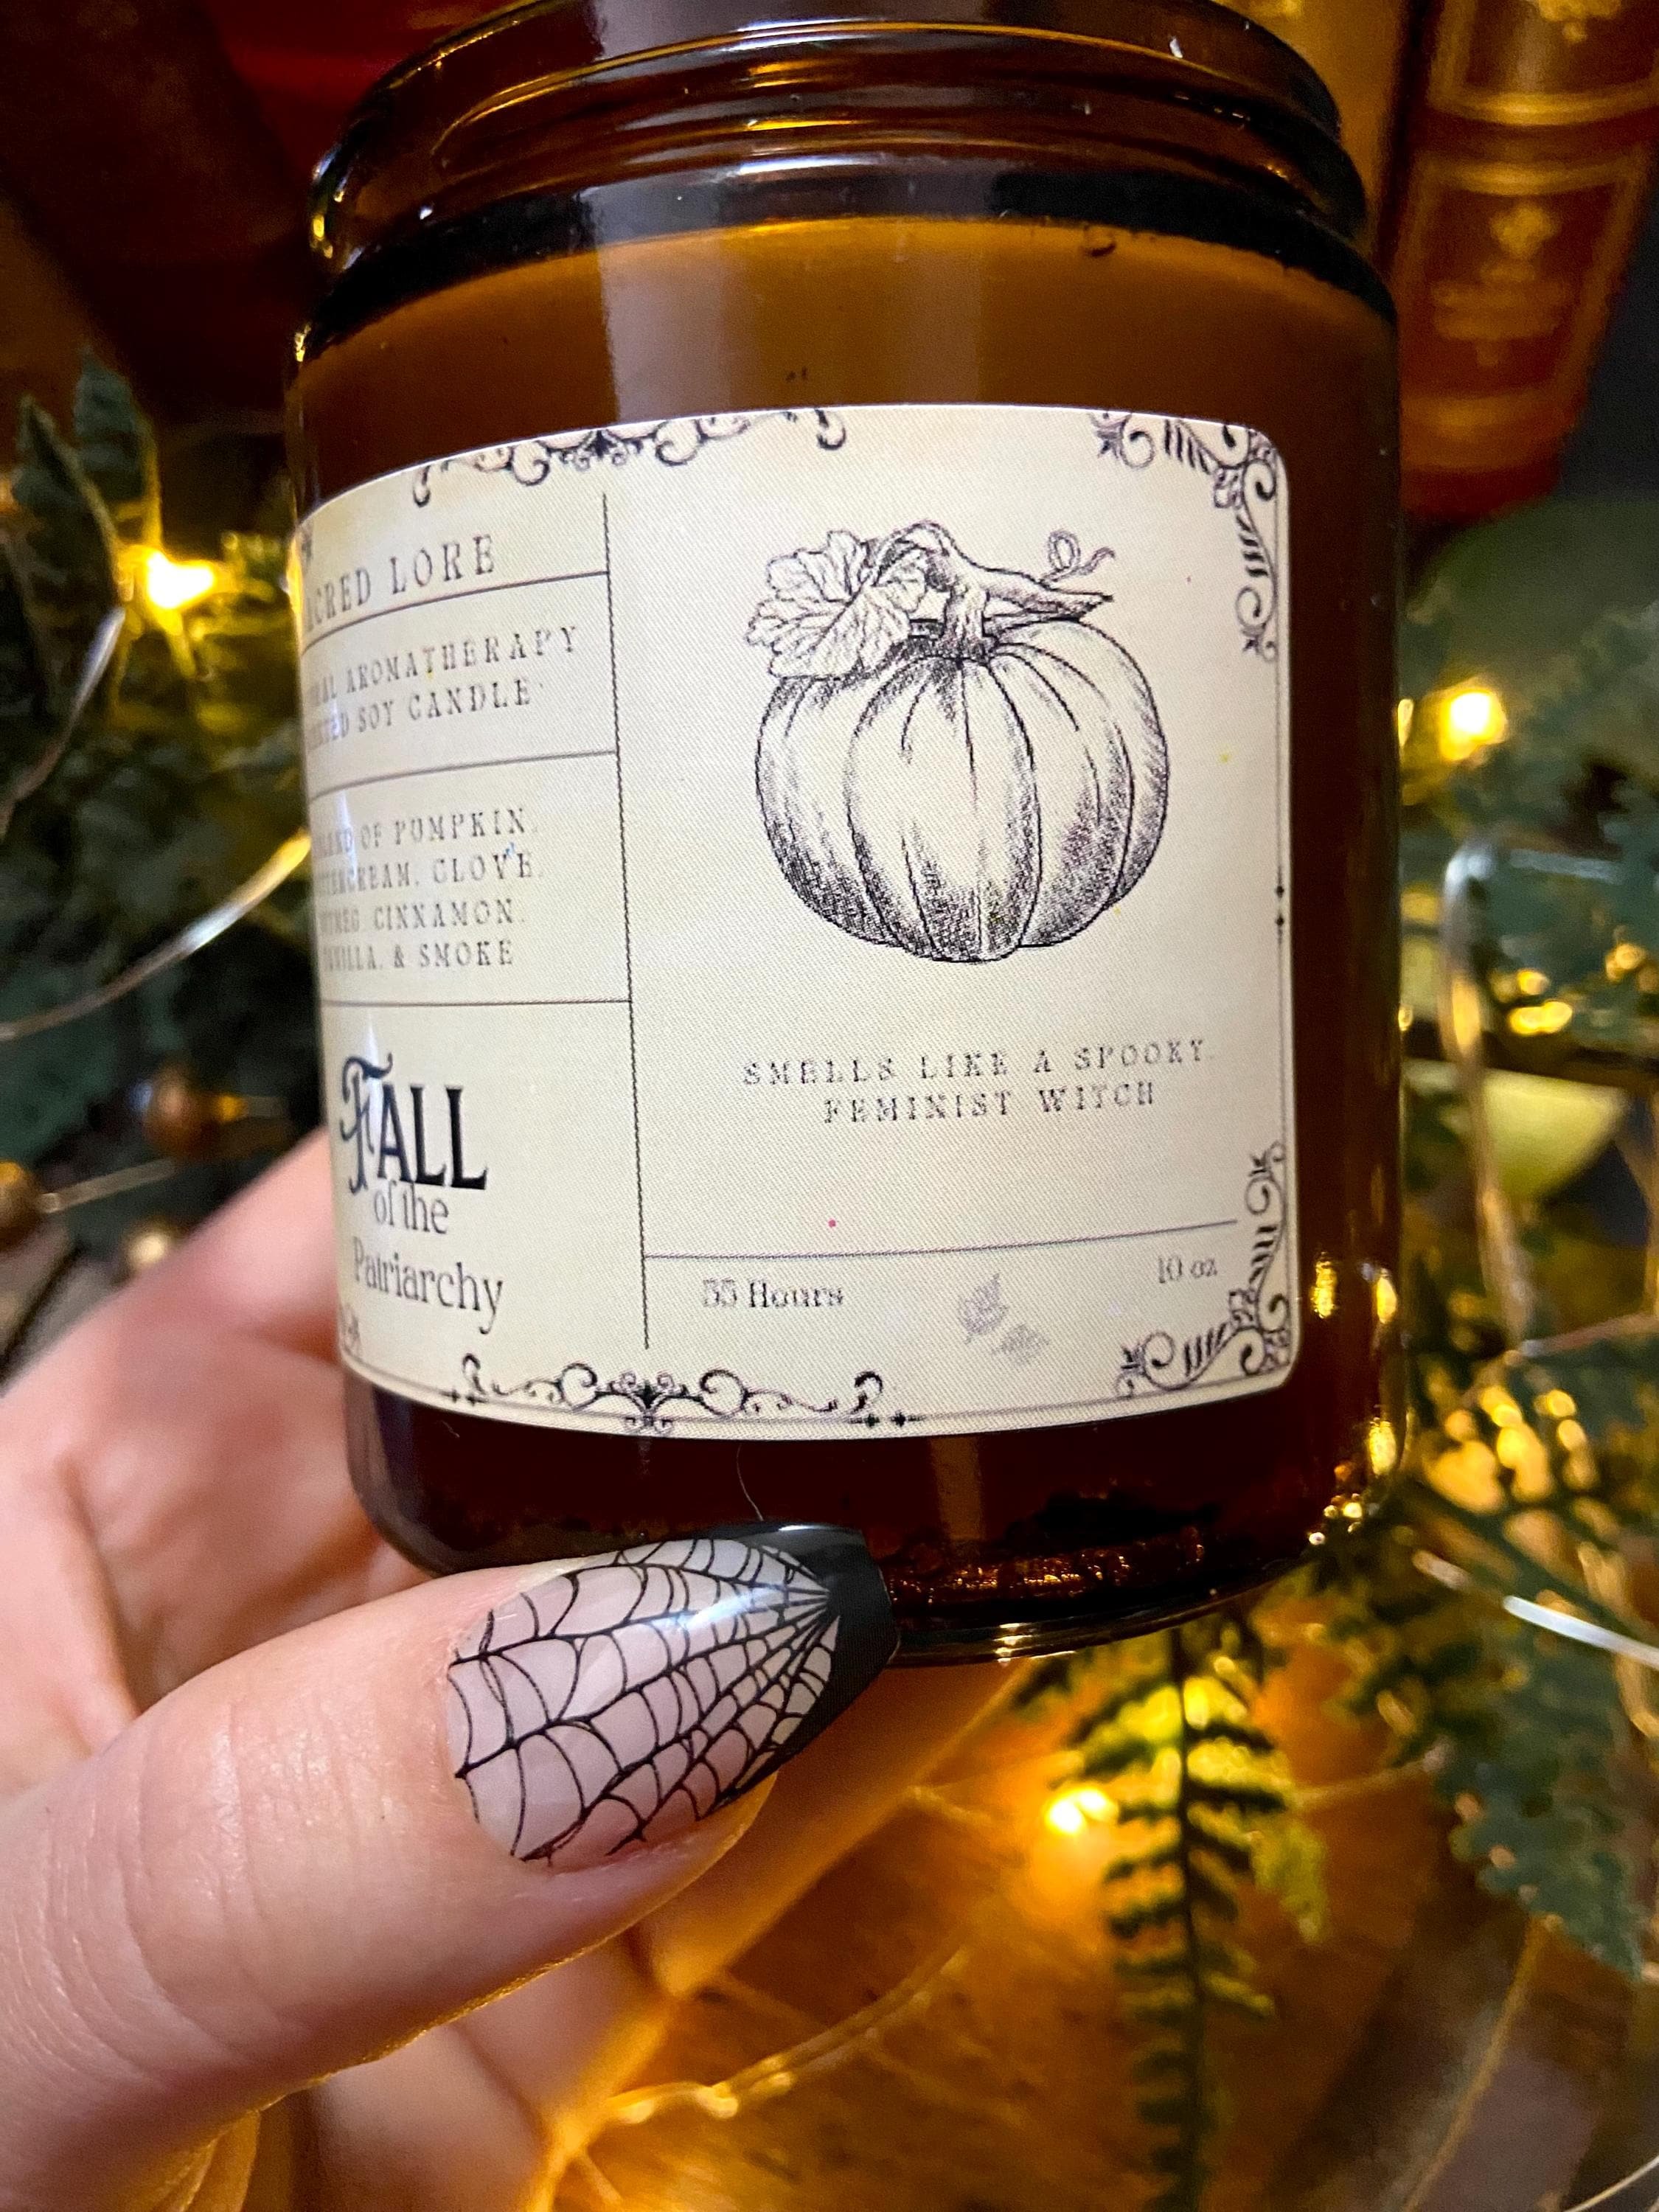 LORE
AROMATHERAPY
SOY CANDLE
OF PUMPKIN,
CLOVE,
CINNAMON,
& SMOKE
FALL
of the
Patriarchy
SMELLS LIKE A SPOOKY,
FEMINIST WITCH
55 Hours
10 oz